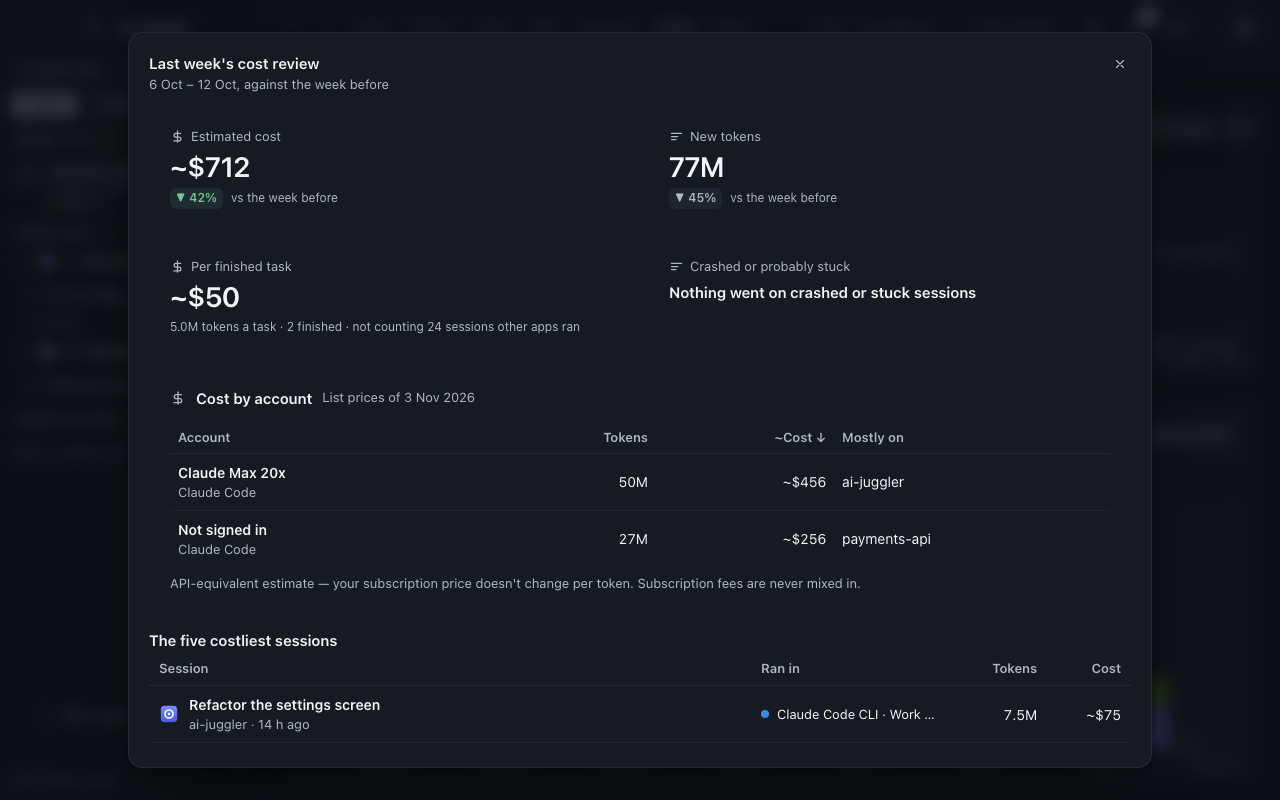 Last week's cost review
6 Oct – 12 Oct, against the week before
Estimated cost
~$712
▼ 42% vs the week before
New tokens
77M
▼ 45% vs the week before
Per finished task
~$50
5.0M tokens a task · 2 finished · not counting 24 sessions other apps ran
Crashed or probably stuck
Nothing went on crashed or stuck sessions
Cost by account List prices of 3 Nov 2026
Account Tokens ~Cost ↓ Mostly on
Claude Max 20x
Claude Code
50M ~$456 ai-juggler
Not signed in
Claude Code
27M ~$256 payments-api
API-equivalent estimate — your subscription price doesn't change per token. Subscription fees are never mixed in.
The five costliest sessions
Session Ran in Tokens Cost
Refactor the settings screen
ai-juggler · 14 h ago
Claude Code CLI · Work ... 7.5M ~$75